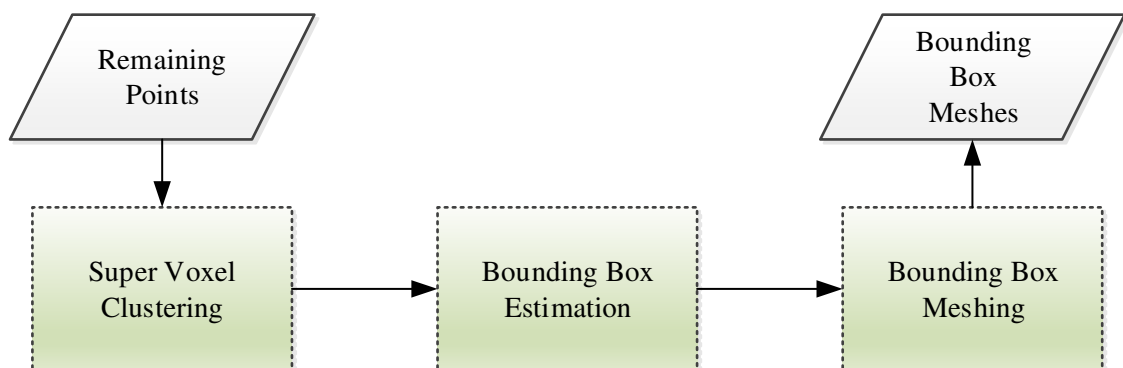 Remaining
Points
Bounding
Box
Meshes
Super Voxel
Clustering
Bounding Box
Estimation
Bounding Box
Meshing